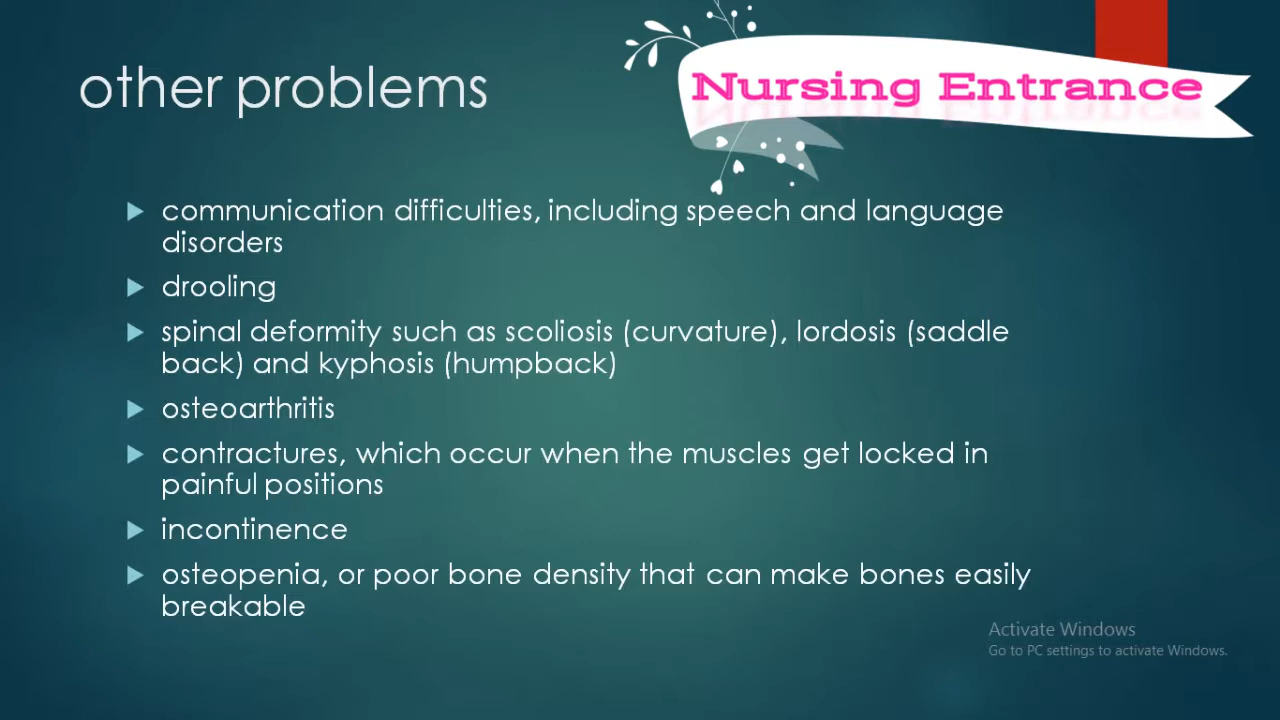 other problems
Nursing Entrance
communication difficulties, including speech and language
disorders
drooling
spinal deformity such as scoliosis (curvature), lordosis (saddle
back) and kyphosis (humpback)
osteoarthritis
contractures, which occur when the muscles get locked in
painful positions
incontinence
osteopenia, or poor bone density that can make bones easily
breakable
Activate Windows
Go to PC settings to activate Windows.